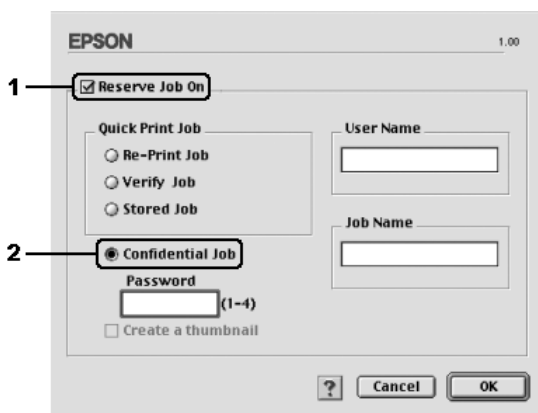 EPSON
1.00
1
Reserve Job On
Quick Print Job
Re-Print Job
Verify Job
Stored Job
User Name
Job Name
2
Confidential Job
Password
(1-4)
Create a thumbnail
?
Cancel
OK